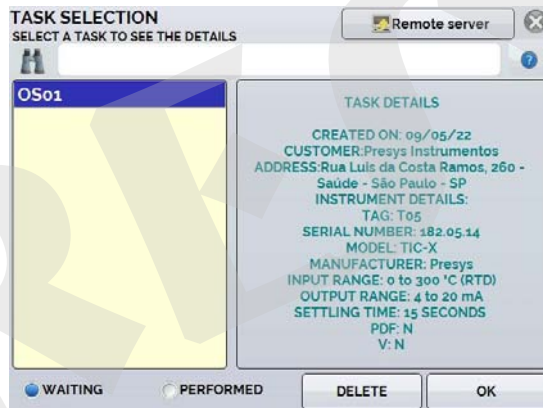 TASK SELECTION
SELECT A TASK TO SEE THE DETAILS
Remote server
?
OS01
TASK DETAILS
CREATED ON: 09/05/22
CUSTOMER:Presys Instrumentos
ADDRESS:Rua Luis da Costa Ramos, 260 -
Saúde - São Paulo - SP
INSTRUMENT DETAILS:
TAG: T05
SERIAL NUMBER: 182.05.14
MODEL: TIC-X
MANUFACTURER: Presys
INPUT RANGE: 0 to 300 °C (RTD)
OUTPUT RANGE: 4 to 20 mA
SETTLING TIME: 15 SECONDS
PDF: N
V: N
WAITING
PERFORMED
DELETE
OK